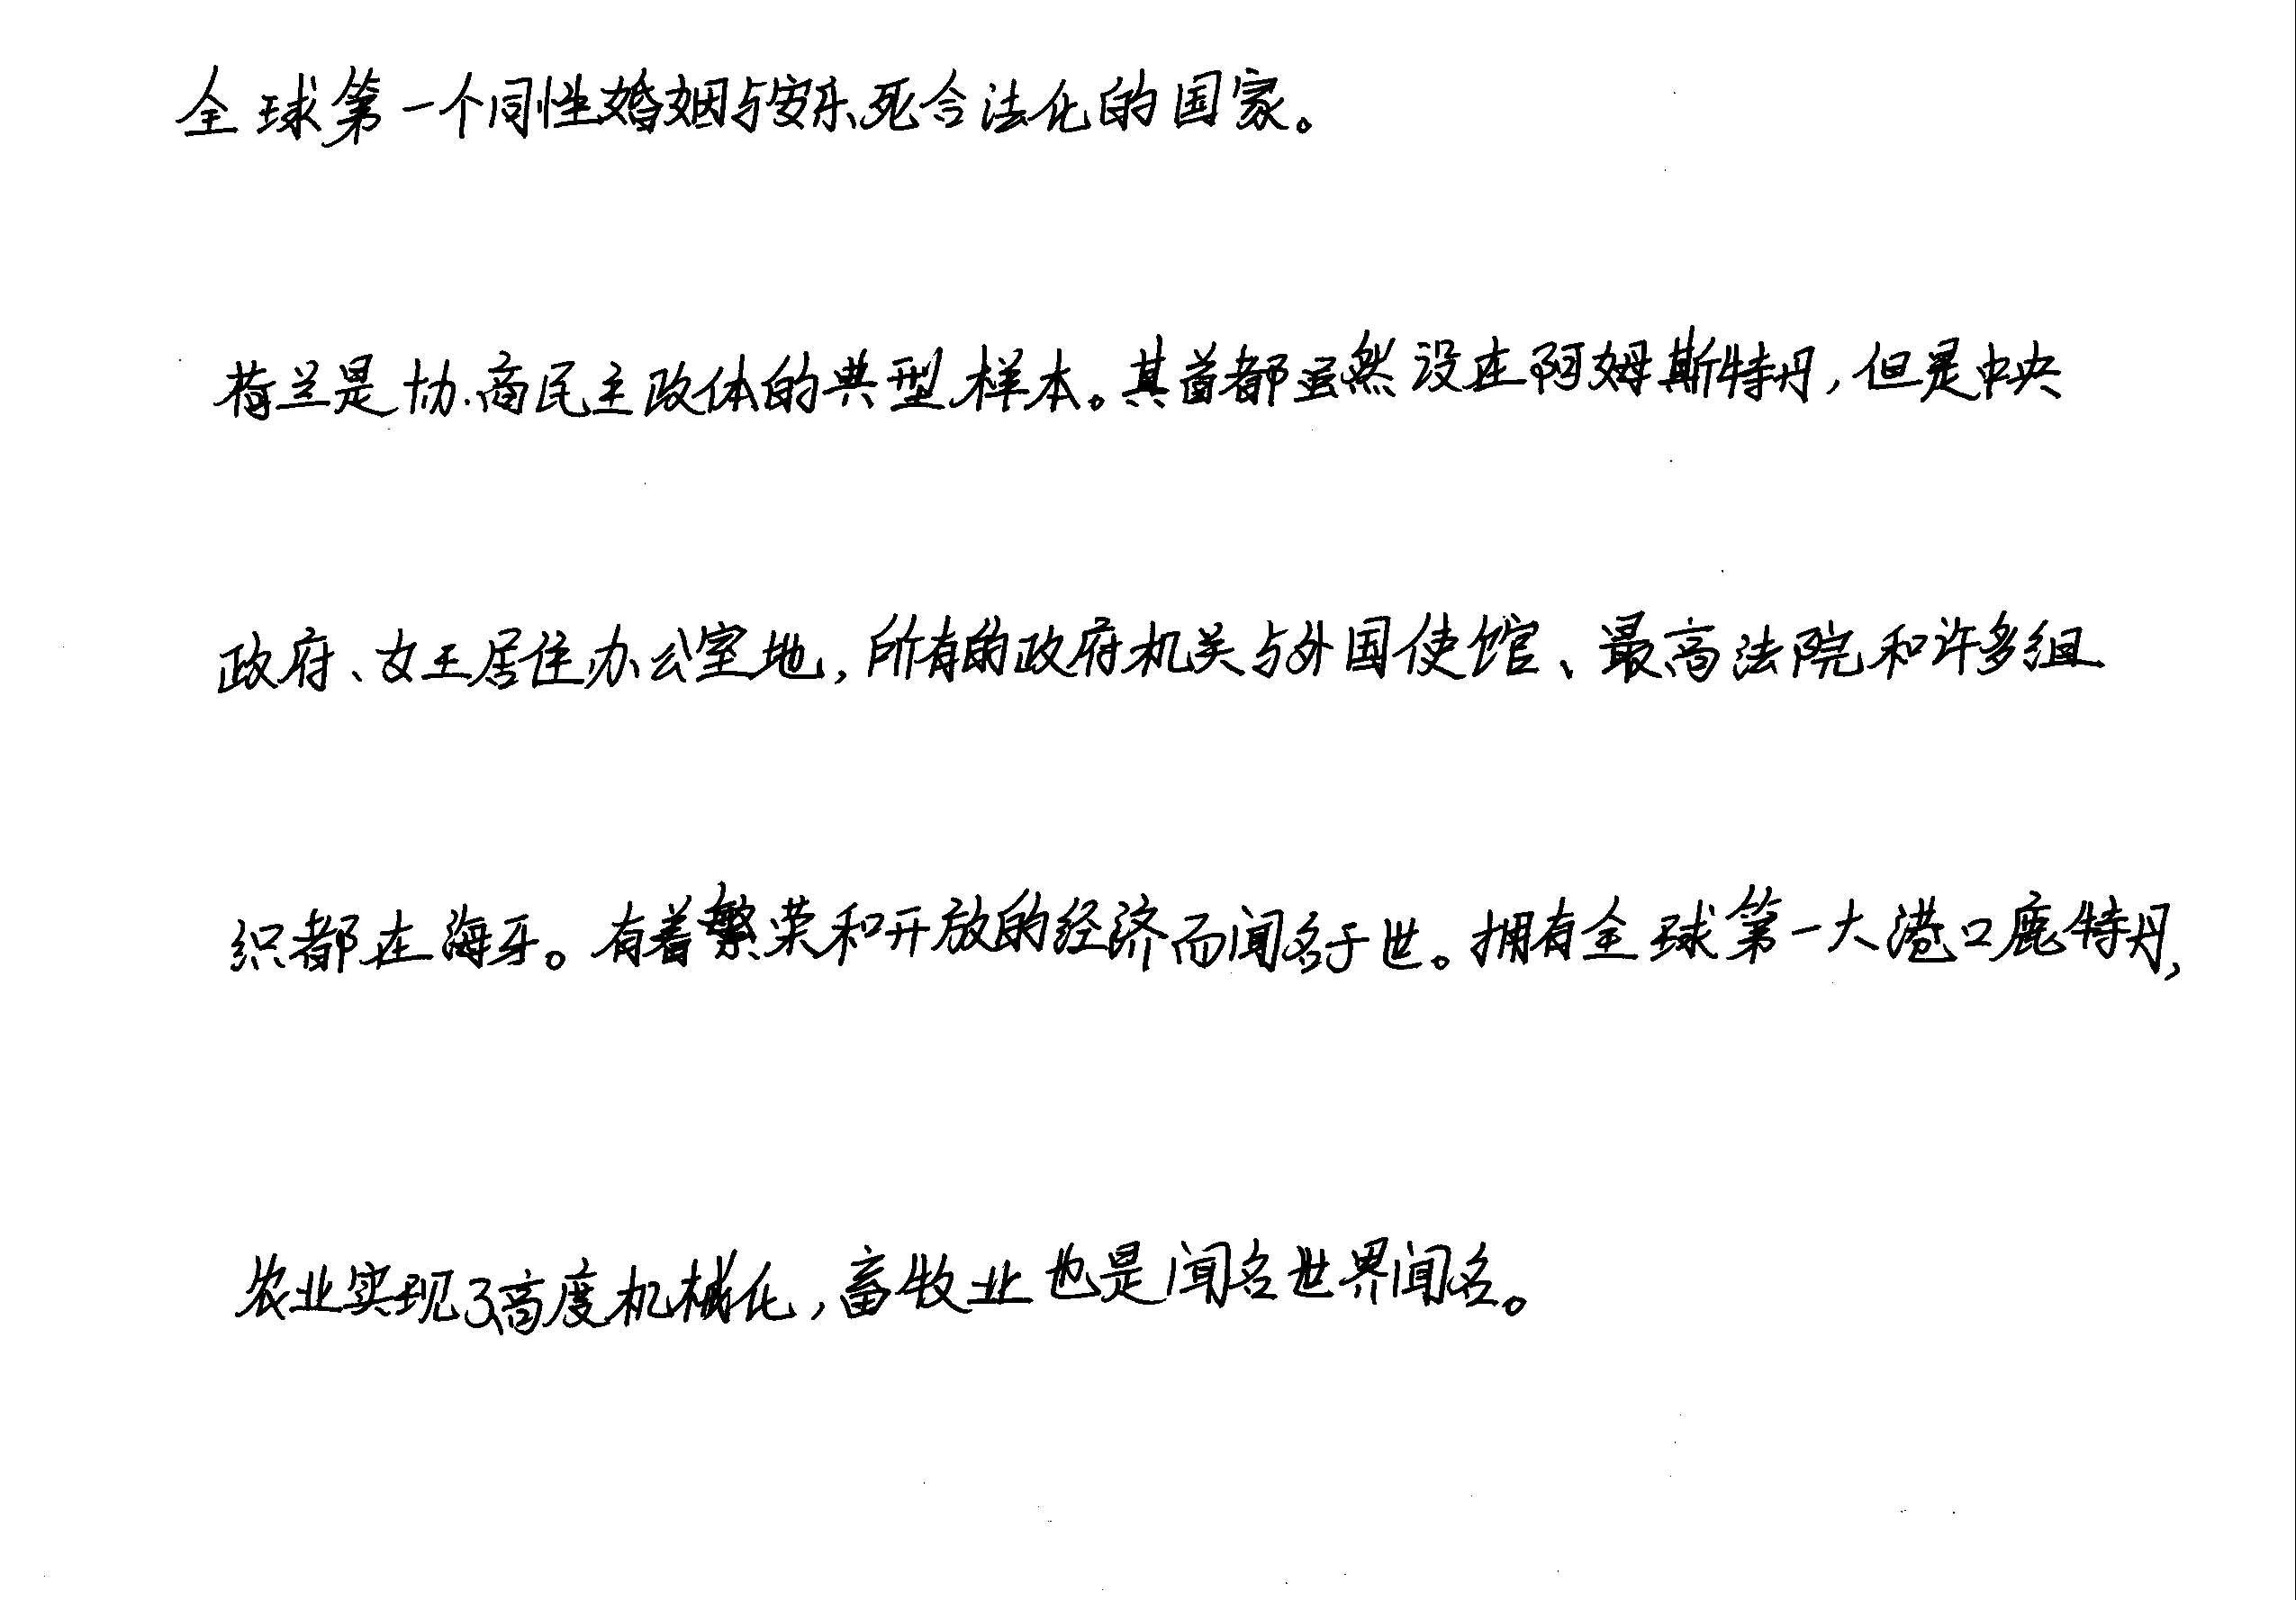 全球第一个同性婚姻与安乐死合法化的国家。
荷兰是协商民主政体的典型样本。其首都虽然设在阿姆斯特丹，但是中央
政府、女王居住办公室地，所有的政府机关与外国使馆、最高法院和许多组
织都在海牙。有着繁荣和开放的经济而闻名于世。拥有全球第一大港口鹿特丹，
农业实现了高度机械化，畜牧业也是闻名世界闻名。